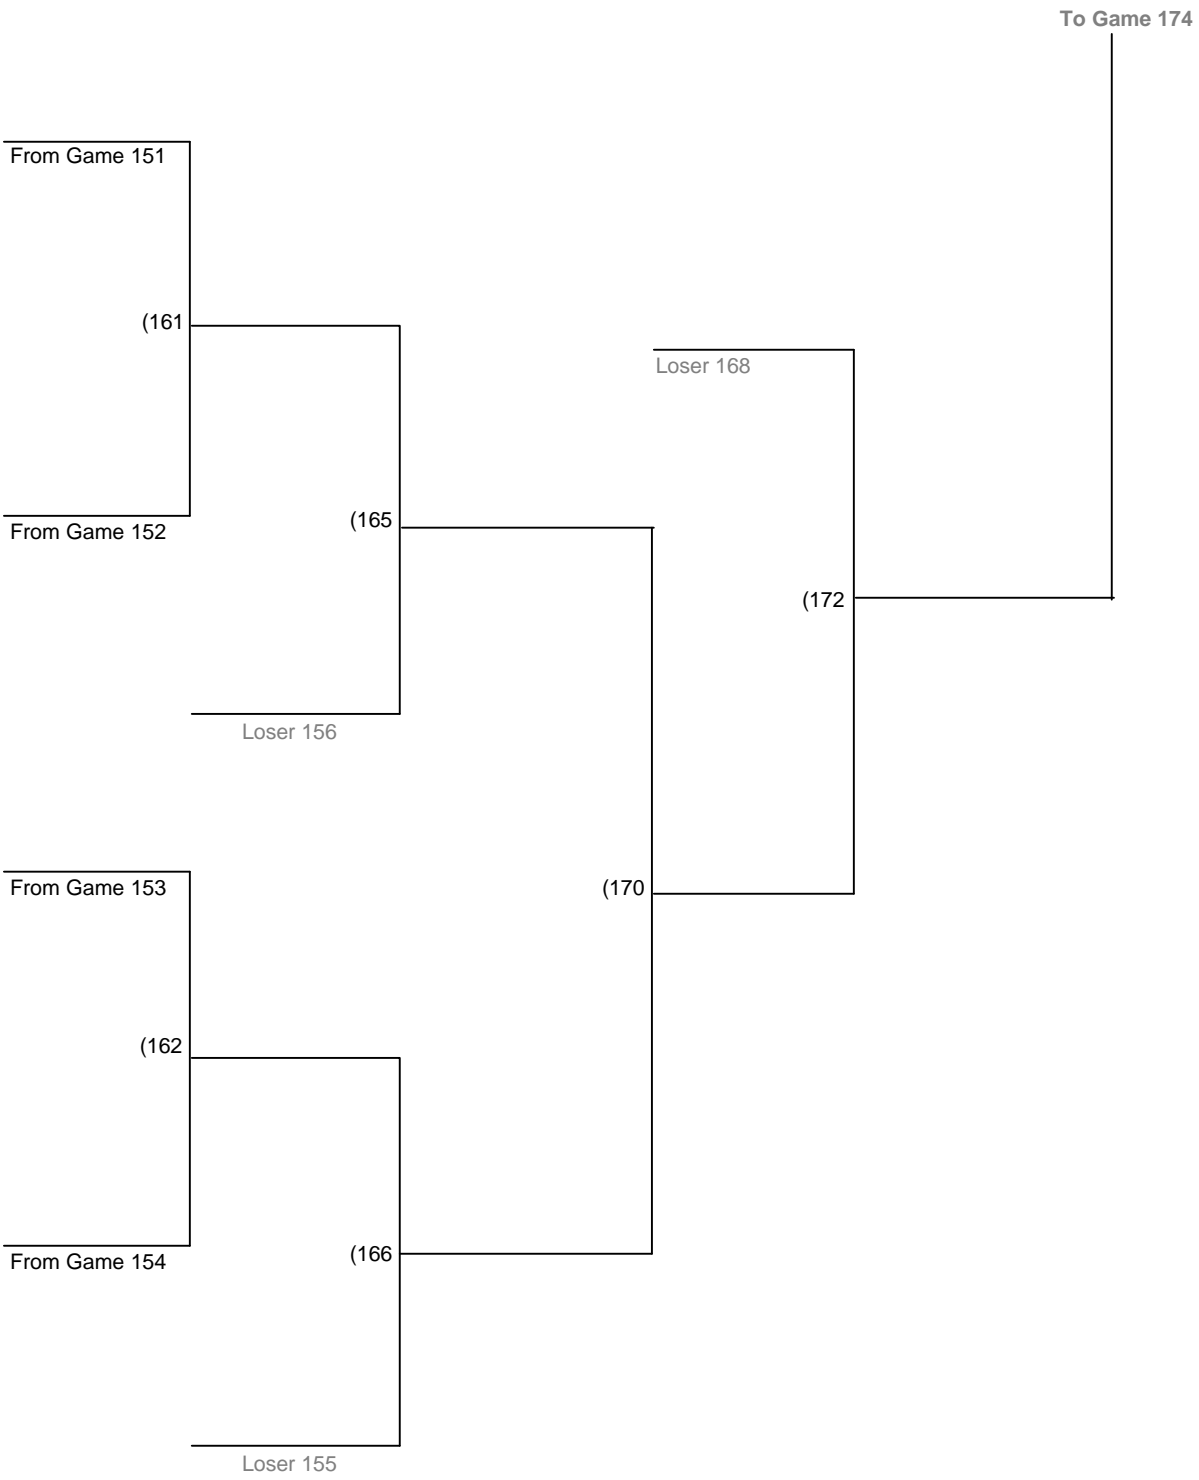 To Game 174
From Game 151
(161
Loser 168
From Game 152
(165
(172
Loser 156
From Game 153
(170
(162
From Game 154
(166
Loser 155